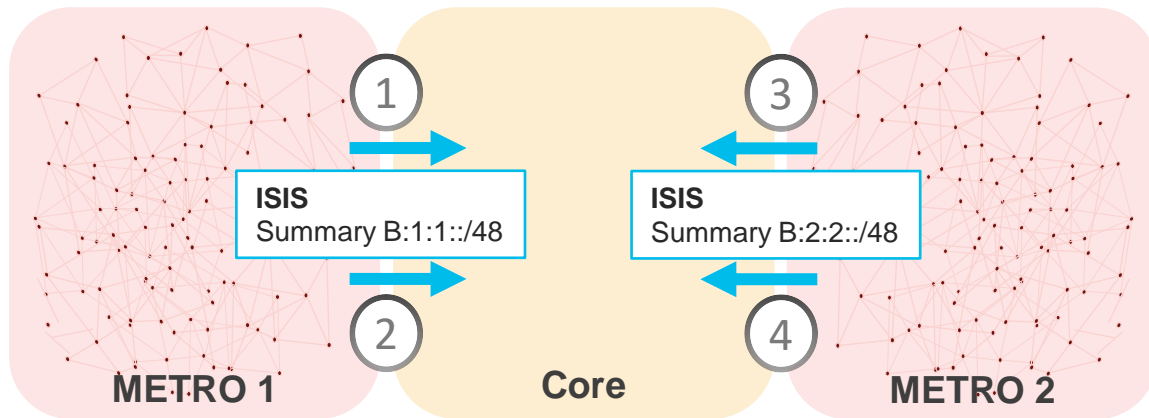 1
3
ISIS
Summary B:1:1::/48
ISIS
Summary B:2:2::/48
2
4
METRO 1
Core
METRO 2